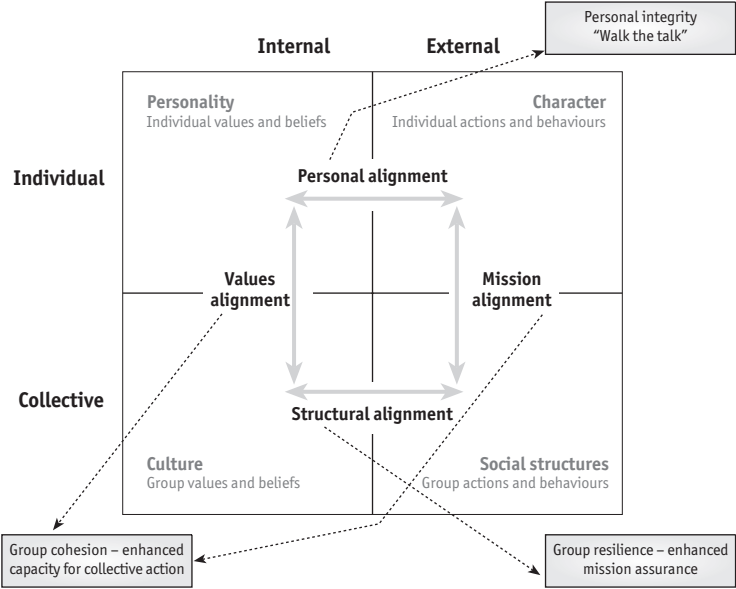 Personal integrity
“Walk the talk”
Internal
External
Personality
Individual values and beliefs
Character
Individual actions and behaviours
Individual
Personal alignment
Values
alignment
Mission
alignment
Collective
Structural alignment
Culture
Group values and beliefs
Social structures
Group actions and behaviours
Group cohesion – enhanced
capacity for collective action
Group resilience – enhanced
mission assurance